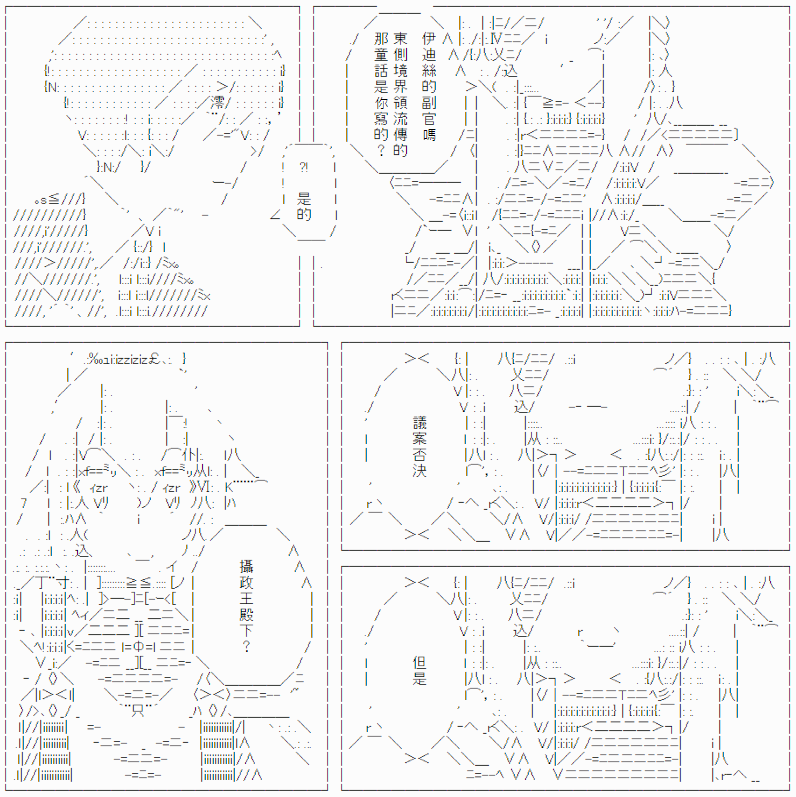 伊迪絲的副官嗎
東側境界領流傳的
那童話是你寫的？
?!
是的
議案否決
但是
攝政王殿下？